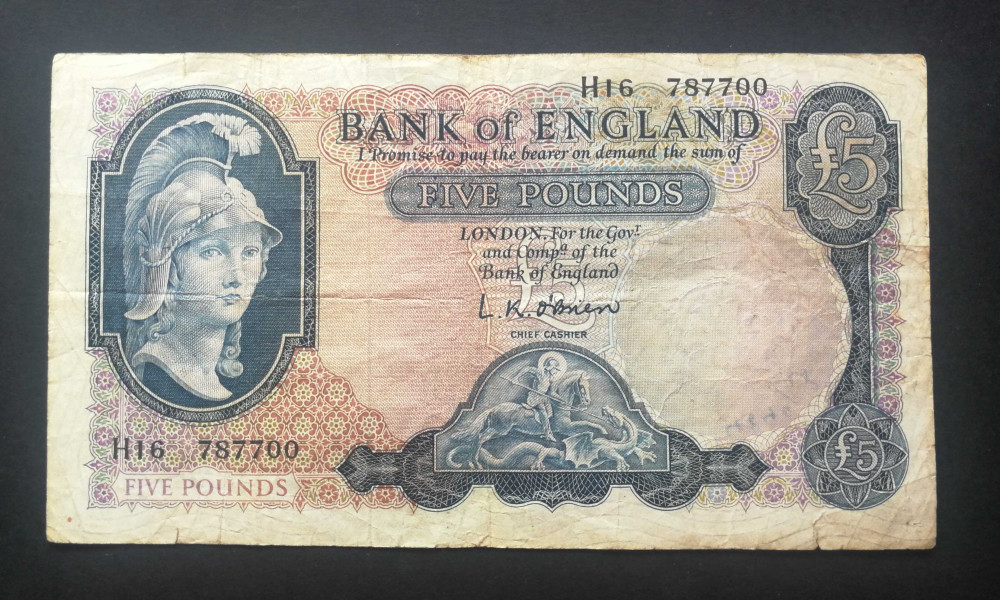 H16 787700
BANK of ENGLAND
I Promise to pay the bearer on demand the sum of
£5
FIVE POUNDS
LONDON, For the Govr
and Compa of the
Bank of England
£5
L.K. O'Brien
CHIEF CASHIER
H16 787700
FIVE POUNDS
£5